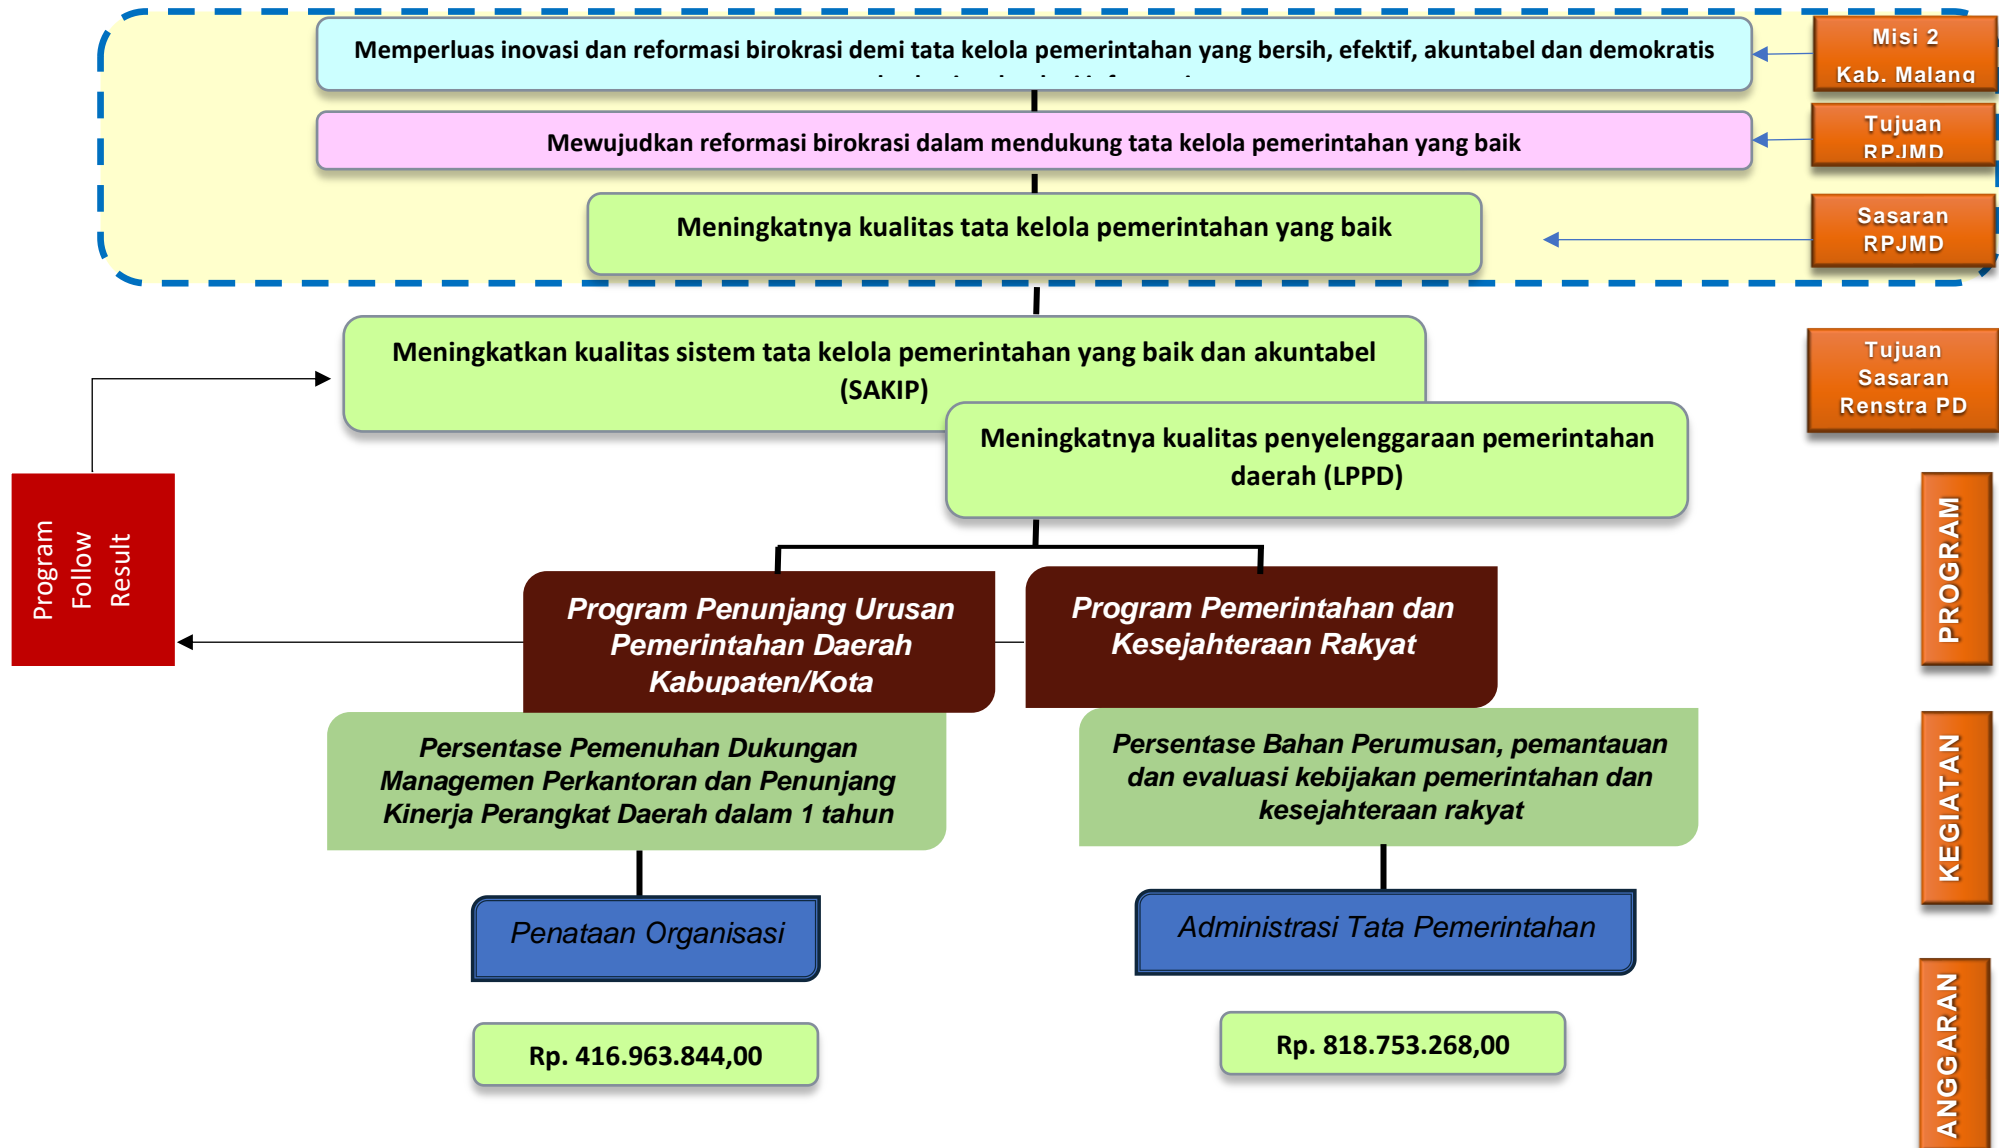 Memperluas inovasi dan reformasi birokrasi demi tata kelola pemerintahan yang bersih, efektif, akuntabel dan demokratis
Misi 2
Kab. Malang
Mewujudkan reformasi birokrasi dalam mendukung tata kelola pemerintahan yang baik
Tujuan
RPJMD
Meningkatnya kualitas tata kelola pemerintahan yang baik
Sasaran
RPJMD
Meningkatkan kualitas sistem tata kelola pemerintahan yang baik dan akuntabel
(SAKIP)
Tujuan
Sasaran
Renstra PD
Meningkatnya kualitas penyelenggaraan pemerintahan
daerah (LPPD)
Program
Follow
Result
PROGRAM
Program Penunjang Urusan
Pemerintahan Daerah
Kabupaten/Kota
Program Pemerintahan dan
Kesejahteraan Rakyat
Persentase Pemenuhan Dukungan
Managemen Perkantoran dan Penunjang
Kinerja Perangkat Daerah dalam 1 tahun
Persentase Bahan Perumusan, pemantauan
dan evaluasi kebijakan pemerintahan dan
kesejahteraan rakyat
KEGIATAN
Penataan Organisasi
Administrasi Tata Pemerintahan
ANGGARAN
Rp. 416.963.844,00
Rp. 818.753.268,00